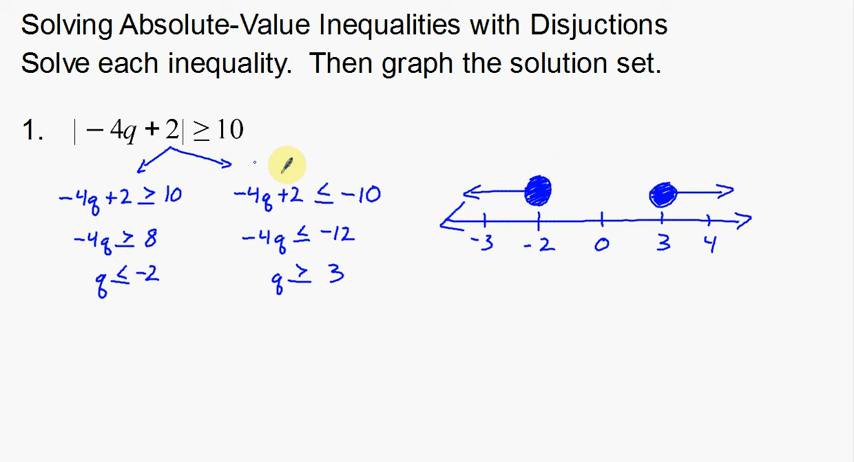 Solving Absolute-Value Inequalities with Disjuctions
Solve each inequality. Then graph the solution set.
1. | − 4q + 2| ≥ 10
-4q +2 ≥ 10 -4q +2 ≤ -10
-4q ≥ 8 -4q ≤ -12
q ≤ -2 q ≥ 3
-3 -2 0 3 4